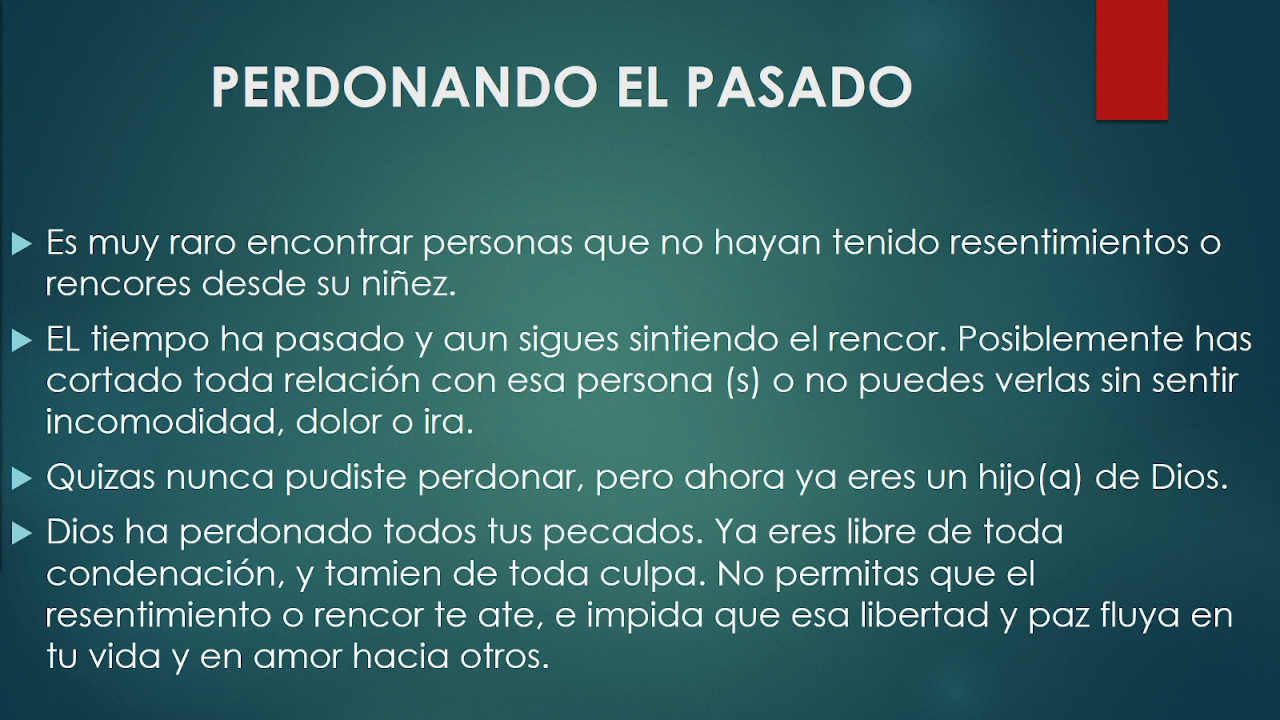 PERDONANDO EL PASADO
Es muy raro encontrar personas que no hayan tenido resentimientos o
rencores desde su niñez.
EL tiempo ha pasado y aun sigues sintiendo el rencor. Posiblemente has
cortado toda relación con esa persona (s) o no puedes verlas sin sentir
incomodidad, dolor o ira.
Quizas nunca pudiste perdonar, pero ahora ya eres un hijo(a) de Dios.
Dios ha perdonado todos tus pecados. Ya eres libre de toda
condenación, y tamien de toda culpa. No permitas que el
resentimiento o rencor te ate, e impida que esa libertad y paz fluya en
tu vida y en amor hacia otros.